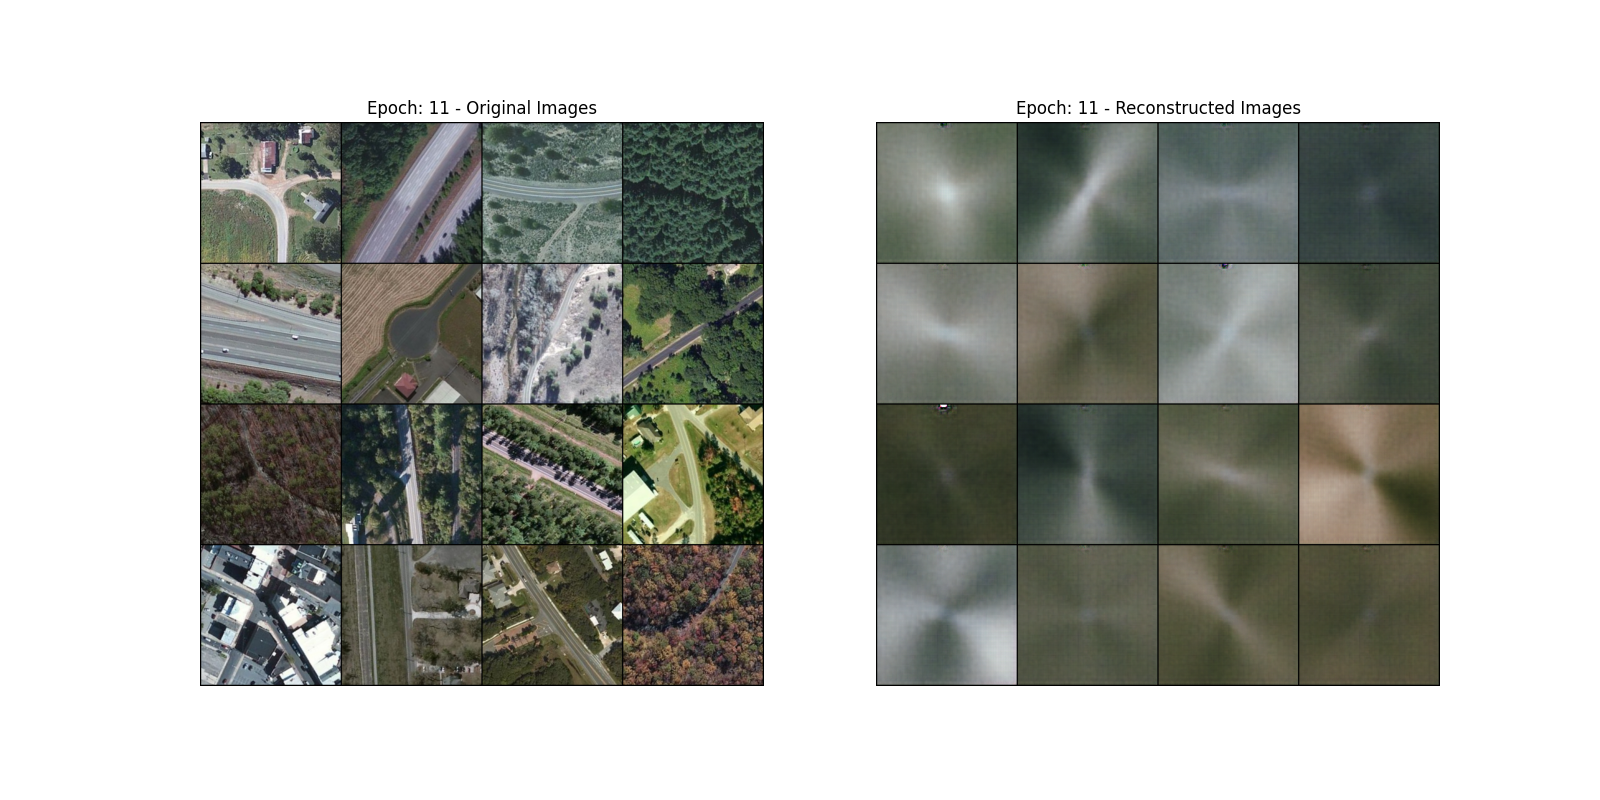 Epoch: 11 - Original Images
Epoch: 11 - Reconstructed Images